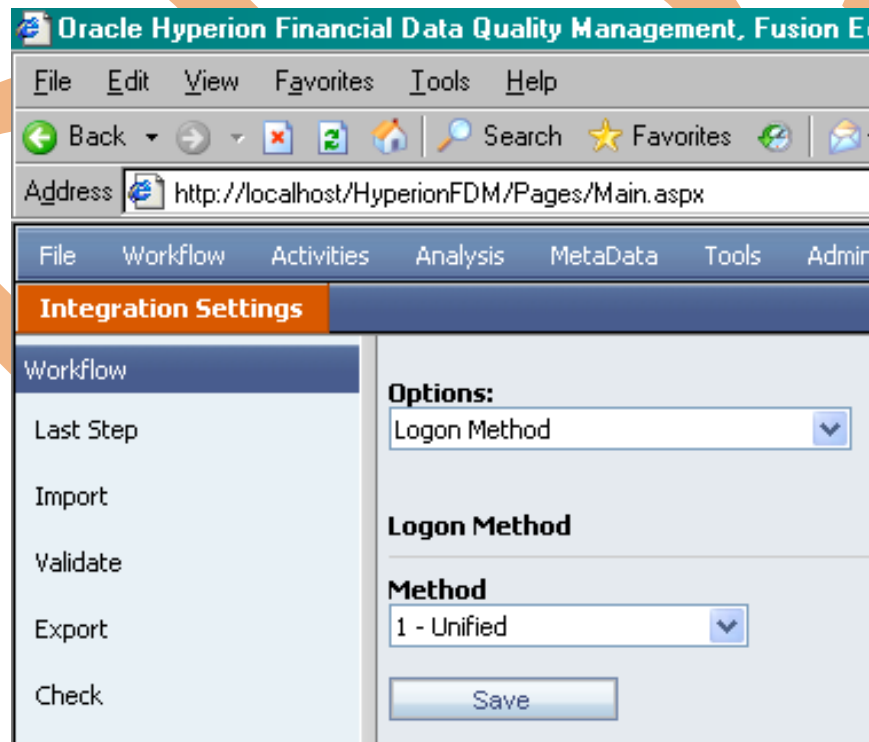 Oracle Hyperion Financial Data Quality Management, Fusion E
File Edit View Favorites Tools Help
Back Search Favorites
Address http://localhost/HyperionFDM/Pages/Main.aspx
File Workflow Activities Analysis MetaData Tools Admin
Integration Settings
Workflow
Last Step
Import
Validate
Export
Check
Options:
Logon Method
Logon Method
Method
1 - Unified
Save